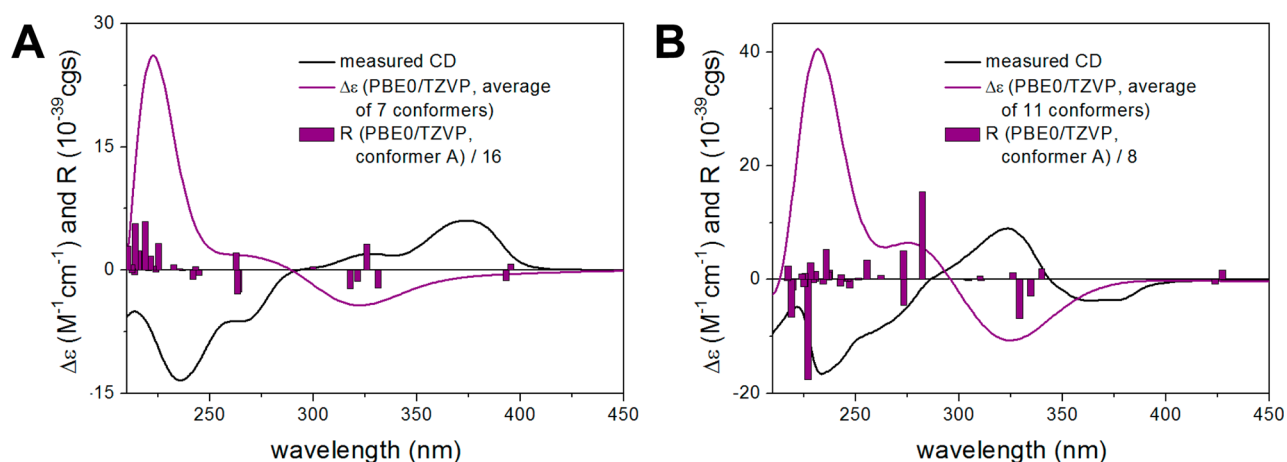 A
Δε (M⁻¹cm⁻¹) and R (10⁻³⁹cgs)
30
15
0
-15
measured CD
Δε (PBE0/TZVP, average
of 7 conformers)
R (PBE0/TZVP,
conformer A) / 16
250 300 350 400 450
wavelength (nm)
B
Δε (M⁻¹cm⁻¹) and R (10⁻³⁹cgs)
40
20
0
-20
measured CD
Δε (PBE0/TZVP, average
of 11 conformers)
R (PBE0/TZVP,
conformer A) / 8
250 300 350 400 450
wavelength (nm)